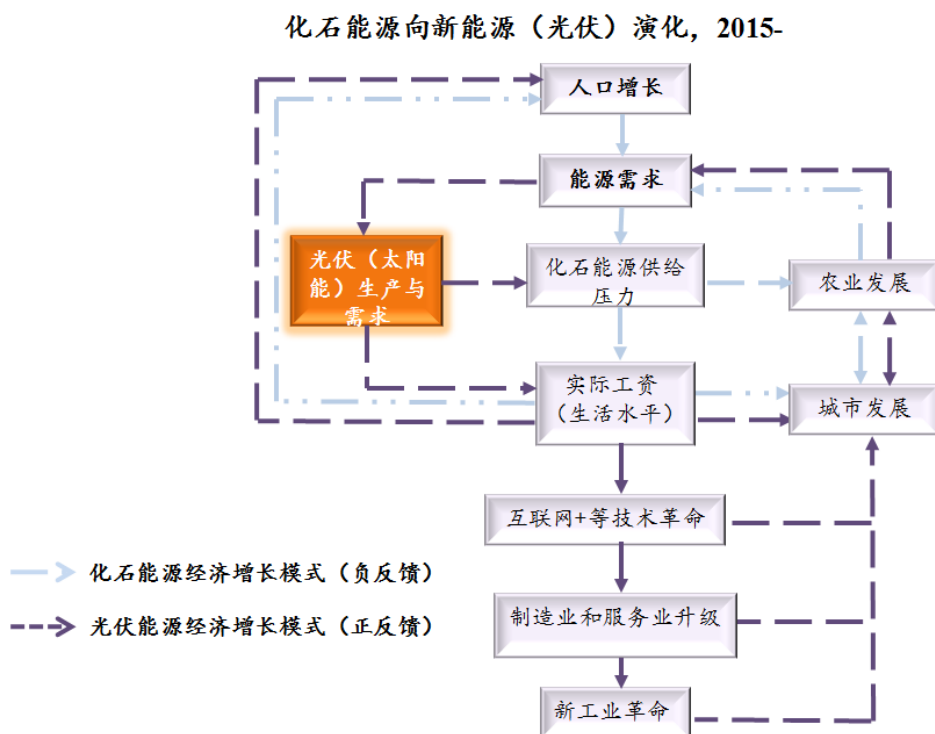 化石能源向新能源（光伏）演化，2015-
人口增长
能源需求
光伏（太阳
能）生产与
需求
化石能源供给
压力
农业发展
实际工资
（生活水平）
城市发展
互联网+等技术革命
化石能源经济增长模式（负反馈）
光伏能源经济增长模式（正反馈）
制造业和服务业升级
新工业革命